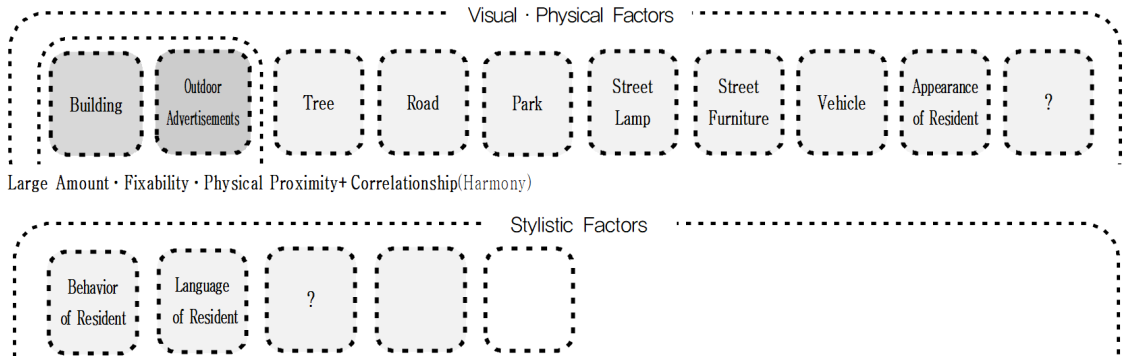 Visual · Physical Factors
Building
Outdoor
Advertisements
Tree
Road
Park
Street
Lamp
Street
Furniture
Vehicle
Appearance
of Resident
?
Large Amount · Fixability · Physical Proximity+Correlationship(Harmony)
Stylistic Factors
Behavior
of Resident
Language
of Resident
?